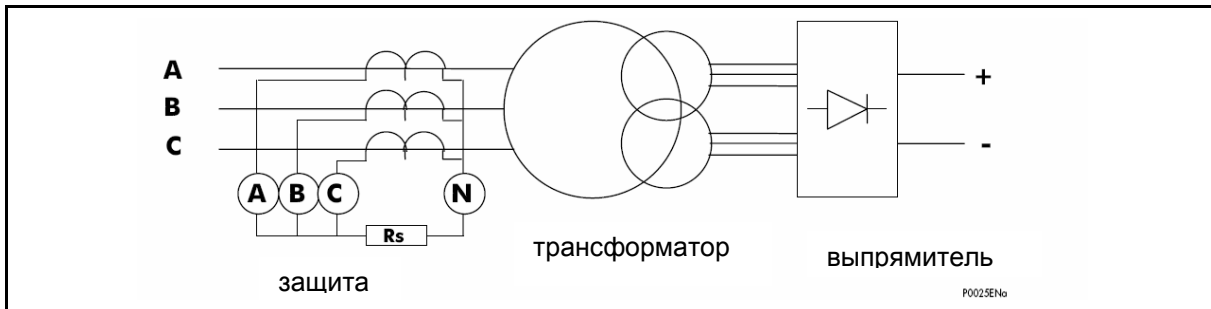 A
B
C
+
-
A B C N
Rs
защита
трансформатор
выпрямитель
P0025ENa